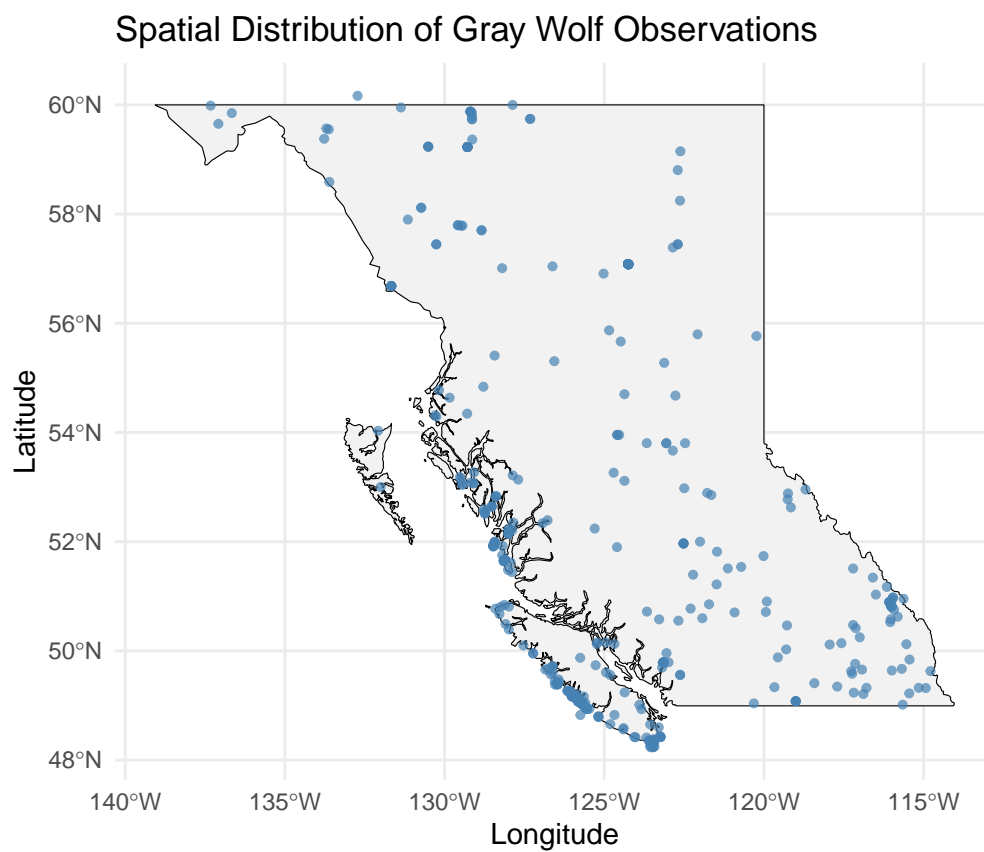 Spatial Distribution of Gray Wolf Observations
60°N
58°N
56°N
54°N
52°N
50°N
48°N
Latitude
140°W 135°W 130°W 125°W 120°W 115°W
Longitude